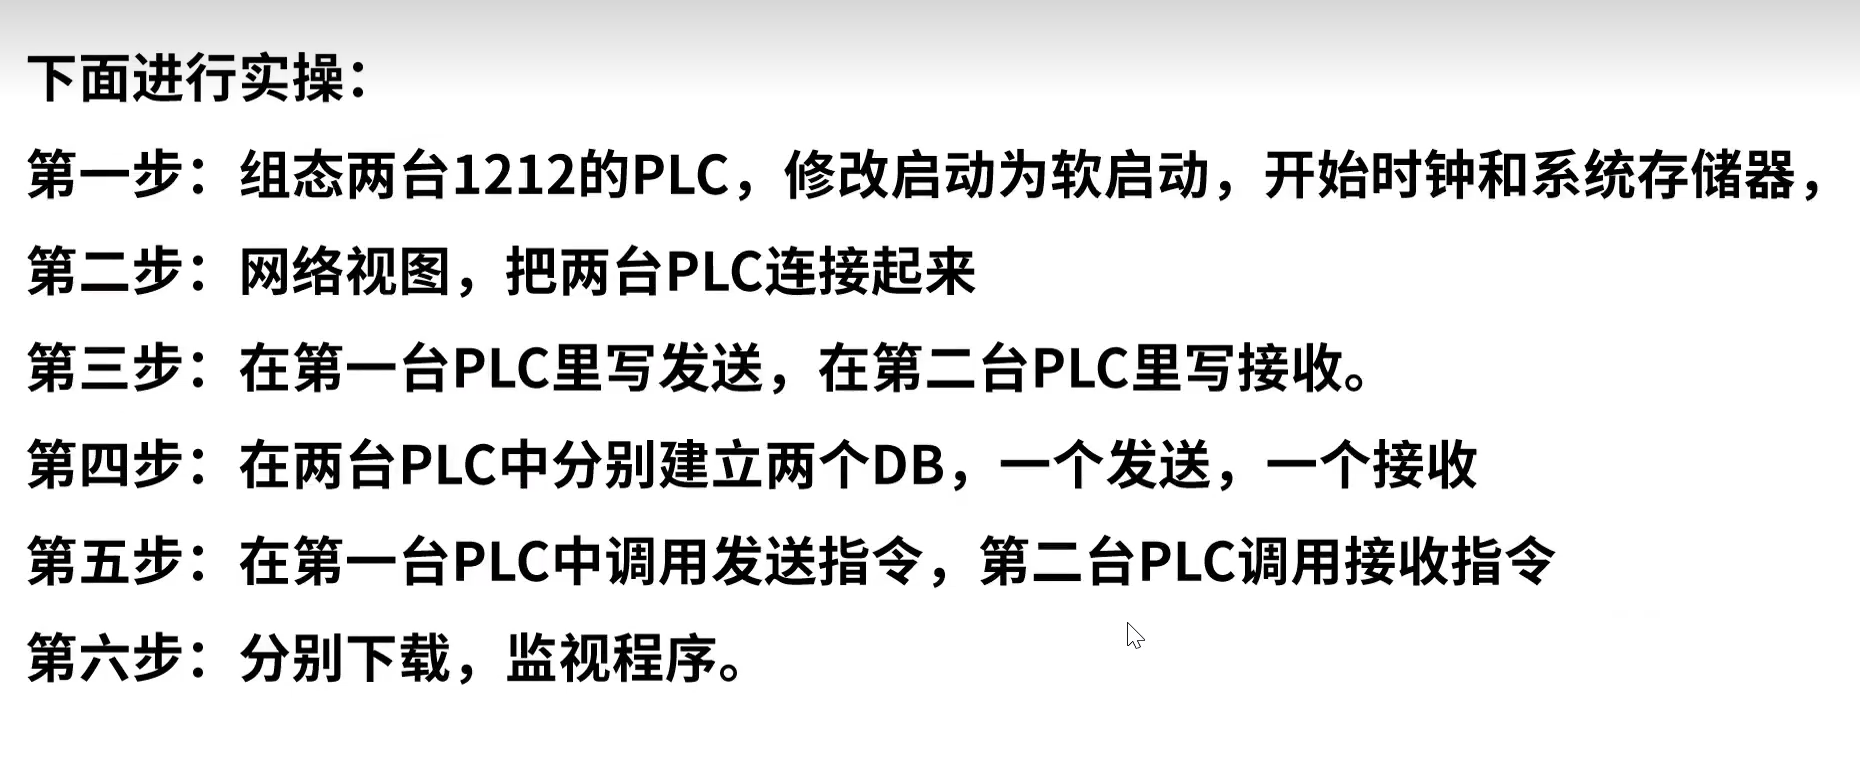 下面进行实操：
第一步：组态两台1212的PLC，修改启动为软启动，开始时钟和系统存储器，
第二步：网络视图，把两台PLC连接起来
第三步：在第一台PLC里写发送，在第二台PLC里写接收。
第四步：在两台PLC中分别建立两个DB，一个发送，一个接收
第五步：在第一台PLC中调用发送指令，第二台PLC调用接收指令
第六步：分别下载，监视程序。